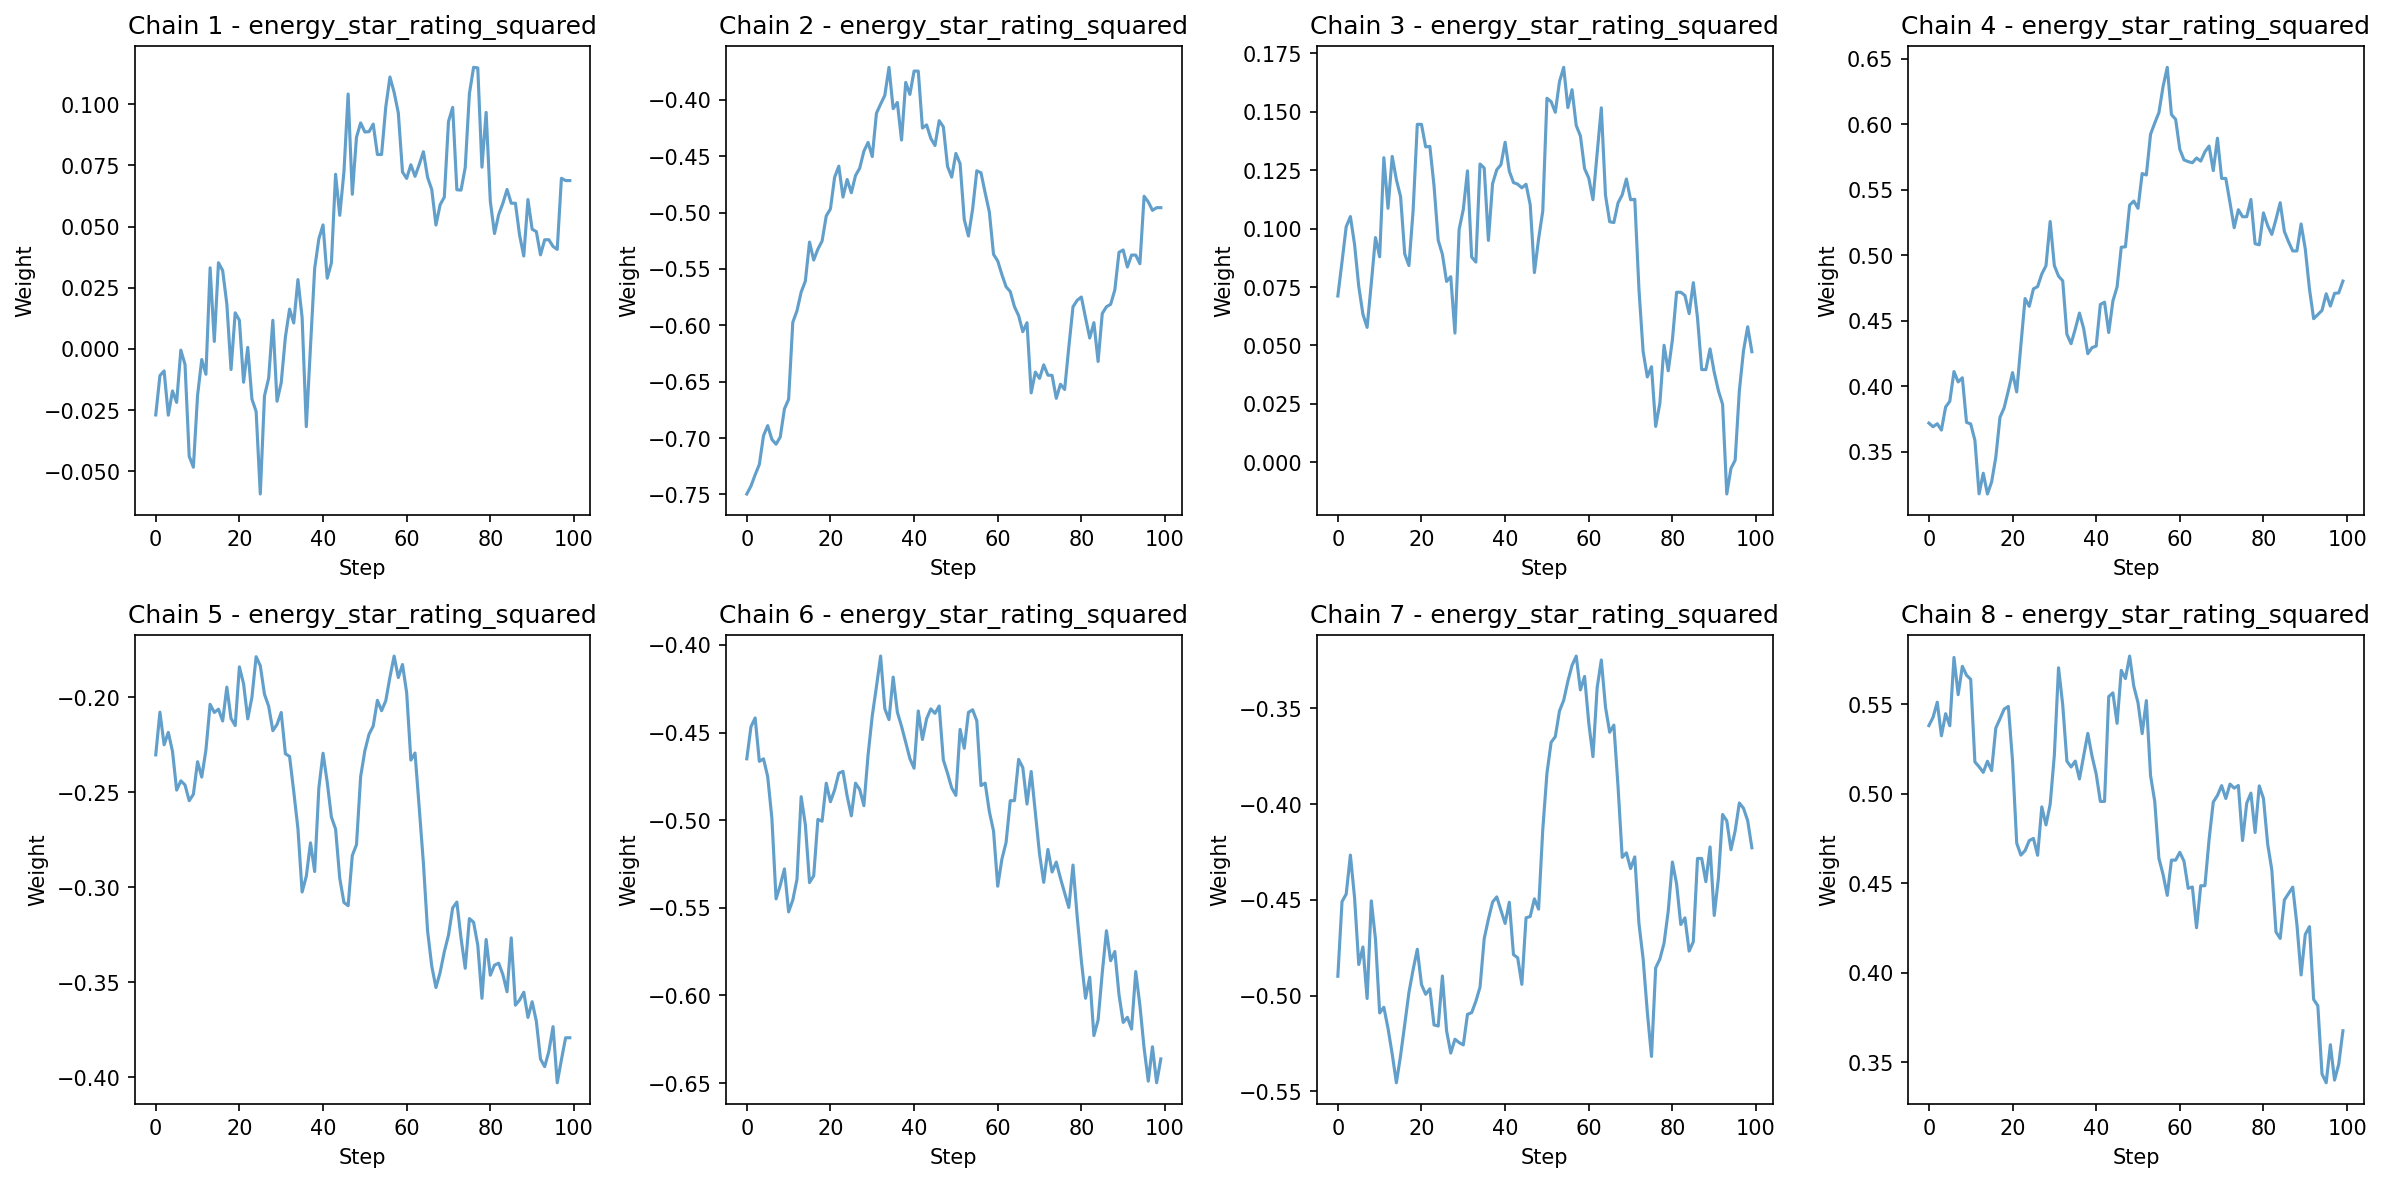 Chain 1 - energy_star_rating_squared
Chain 2 - energy_star_rating_squared
Chain 3 - energy_star_rating_squared
Chain 4 - energy_star_rating_squared
Weight
0.100
0.075
0.050
0.025
0.000
−0.025
−0.050
0 20 40 60 80 100
Step
Weight
−0.40
−0.45
−0.50
−0.55
−0.60
−0.65
−0.70
−0.75
0 20 40 60 80 100
Step
Weight
0.175
0.150
0.125
0.100
0.075
0.050
0.025
0.000
0 20 40 60 80 100
Step
Weight
0.65
0.60
0.55
0.50
0.45
0.40
0.35
0 20 40 60 80 100
Step
Chain 5 - energy_star_rating_squared
Chain 6 - energy_star_rating_squared
Chain 7 - energy_star_rating_squared
Chain 8 - energy_star_rating_squared
Weight
−0.20
−0.25
−0.30
−0.35
−0.40
0 20 40 60 80 100
Step
Weight
−0.40
−0.45
−0.50
−0.55
−0.60
−0.65
0 20 40 60 80 100
Step
Weight
−0.35
−0.40
−0.45
−0.50
−0.55
0 20 40 60 80 100
Step
Weight
0.55
0.50
0.45
0.40
0.35
0 20 40 60 80 100
Step